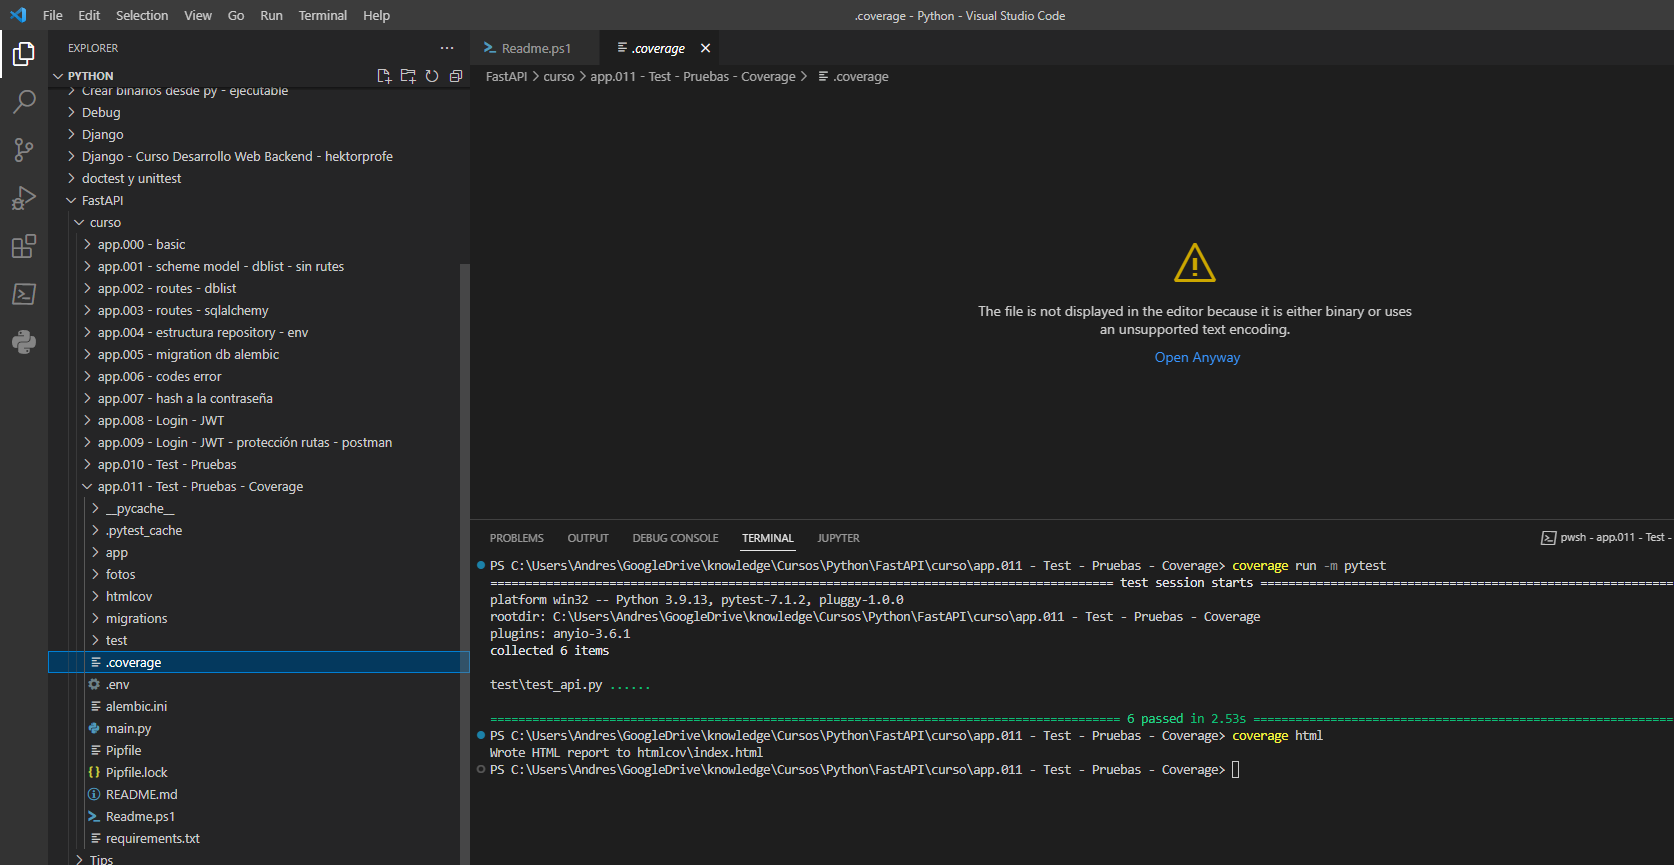 File Edit Selection View Go Run Terminal Help
.coverage - Python - Visual Studio Code
EXPLORER
PYTHON
Crear binarios desde py - ejecutable
Debug
Django
Django - Curso Desarrollo Web Backend - hektorprofe
doctest y unittest
FastAPI
curso
app.000 - basic
app.001 - scheme model - dblist - sin rutes
app.002 - routes - dblist
app.003 - routes - sqlalchemy
app.004 - estructura repository - env
app.005 - migration db alembic
app.006 - codes error
app.007 - hash a la contraseña
app.008 - Login - JWT
app.009 - Login - JWT - protección rutas - postman
app.010 - Test - Pruebas
app.011 - Test - Pruebas - Coverage
__pycache__
.pytest_cache
app
fotos
htmlcov
migrations
test
.coverage
.env
alembic.ini
main.py
Pipfile
Pipfile.lock
README.md
Readme.ps1
requirements.txt
Tips
Readme.ps1
.coverage
FastAPI > curso > app.011 - Test - Pruebas - Coverage > .coverage
The file is not displayed in the editor because it is either binary or uses
an unsupported text encoding.
Open Anyway
PROBLEMS OUTPUT DEBUG CONSOLE TERMINAL JUPYTER
pwsh - app.011 - Test -
PS C:\Users\Andres\GoogleDrive\knowledge\Cursos\Python\FastAPI\curso\app.011 - Test - Pruebas - Coverage> coverage run -m pytest
========================================================================================= test session starts ===========================================================
platform win32 -- Python 3.9.13, pytest-7.1.2, pluggy-1.0.0
rootdir: C:\Users\Andres\GoogleDrive\knowledge\Cursos\Python\FastAPI\curso\app.011 - Test - Pruebas - Coverage
plugins: anyio-3.6.1
collected 6 items
test\test_api.py ......
========================================================================================== 6 passed in 2.53s ============================================================
PS C:\Users\Andres\GoogleDrive\knowledge\Cursos\Python\FastAPI\curso\app.011 - Test - Pruebas - Coverage> coverage html
Wrote HTML report to htmlcov\index.html
PS C:\Users\Andres\GoogleDrive\knowledge\Cursos\Python\FastAPI\curso\app.011 - Test - Pruebas - Coverage>